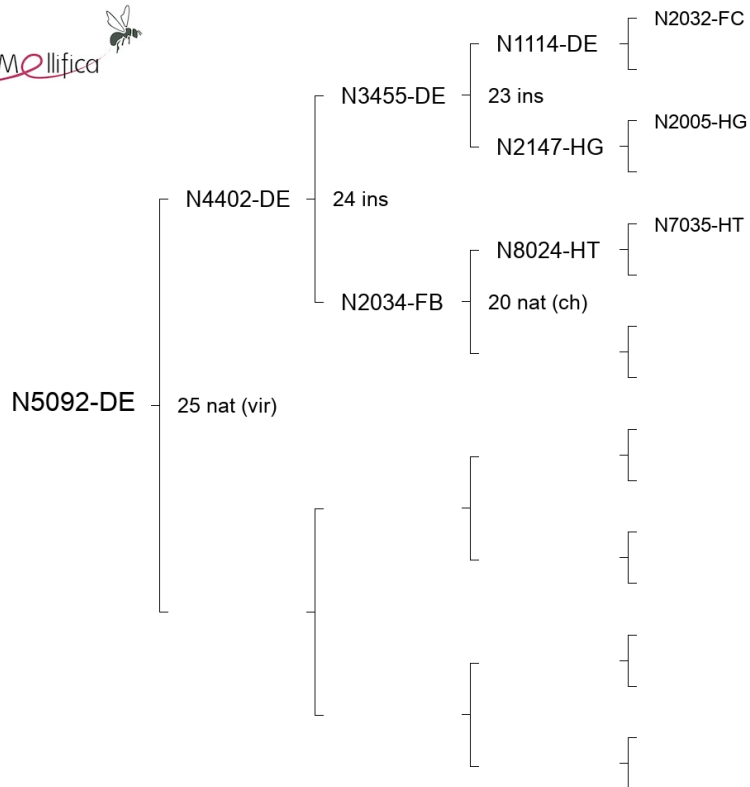 Mellifica
N2032-FC
N1114-DE
N3455-DE
23 ins
N2005-HG
N2147-HG
N4402-DE
24 ins
N7035-HT
N8024-HT
N2034-FB
20 nat (ch)
N5092-DE
25 nat (vir)